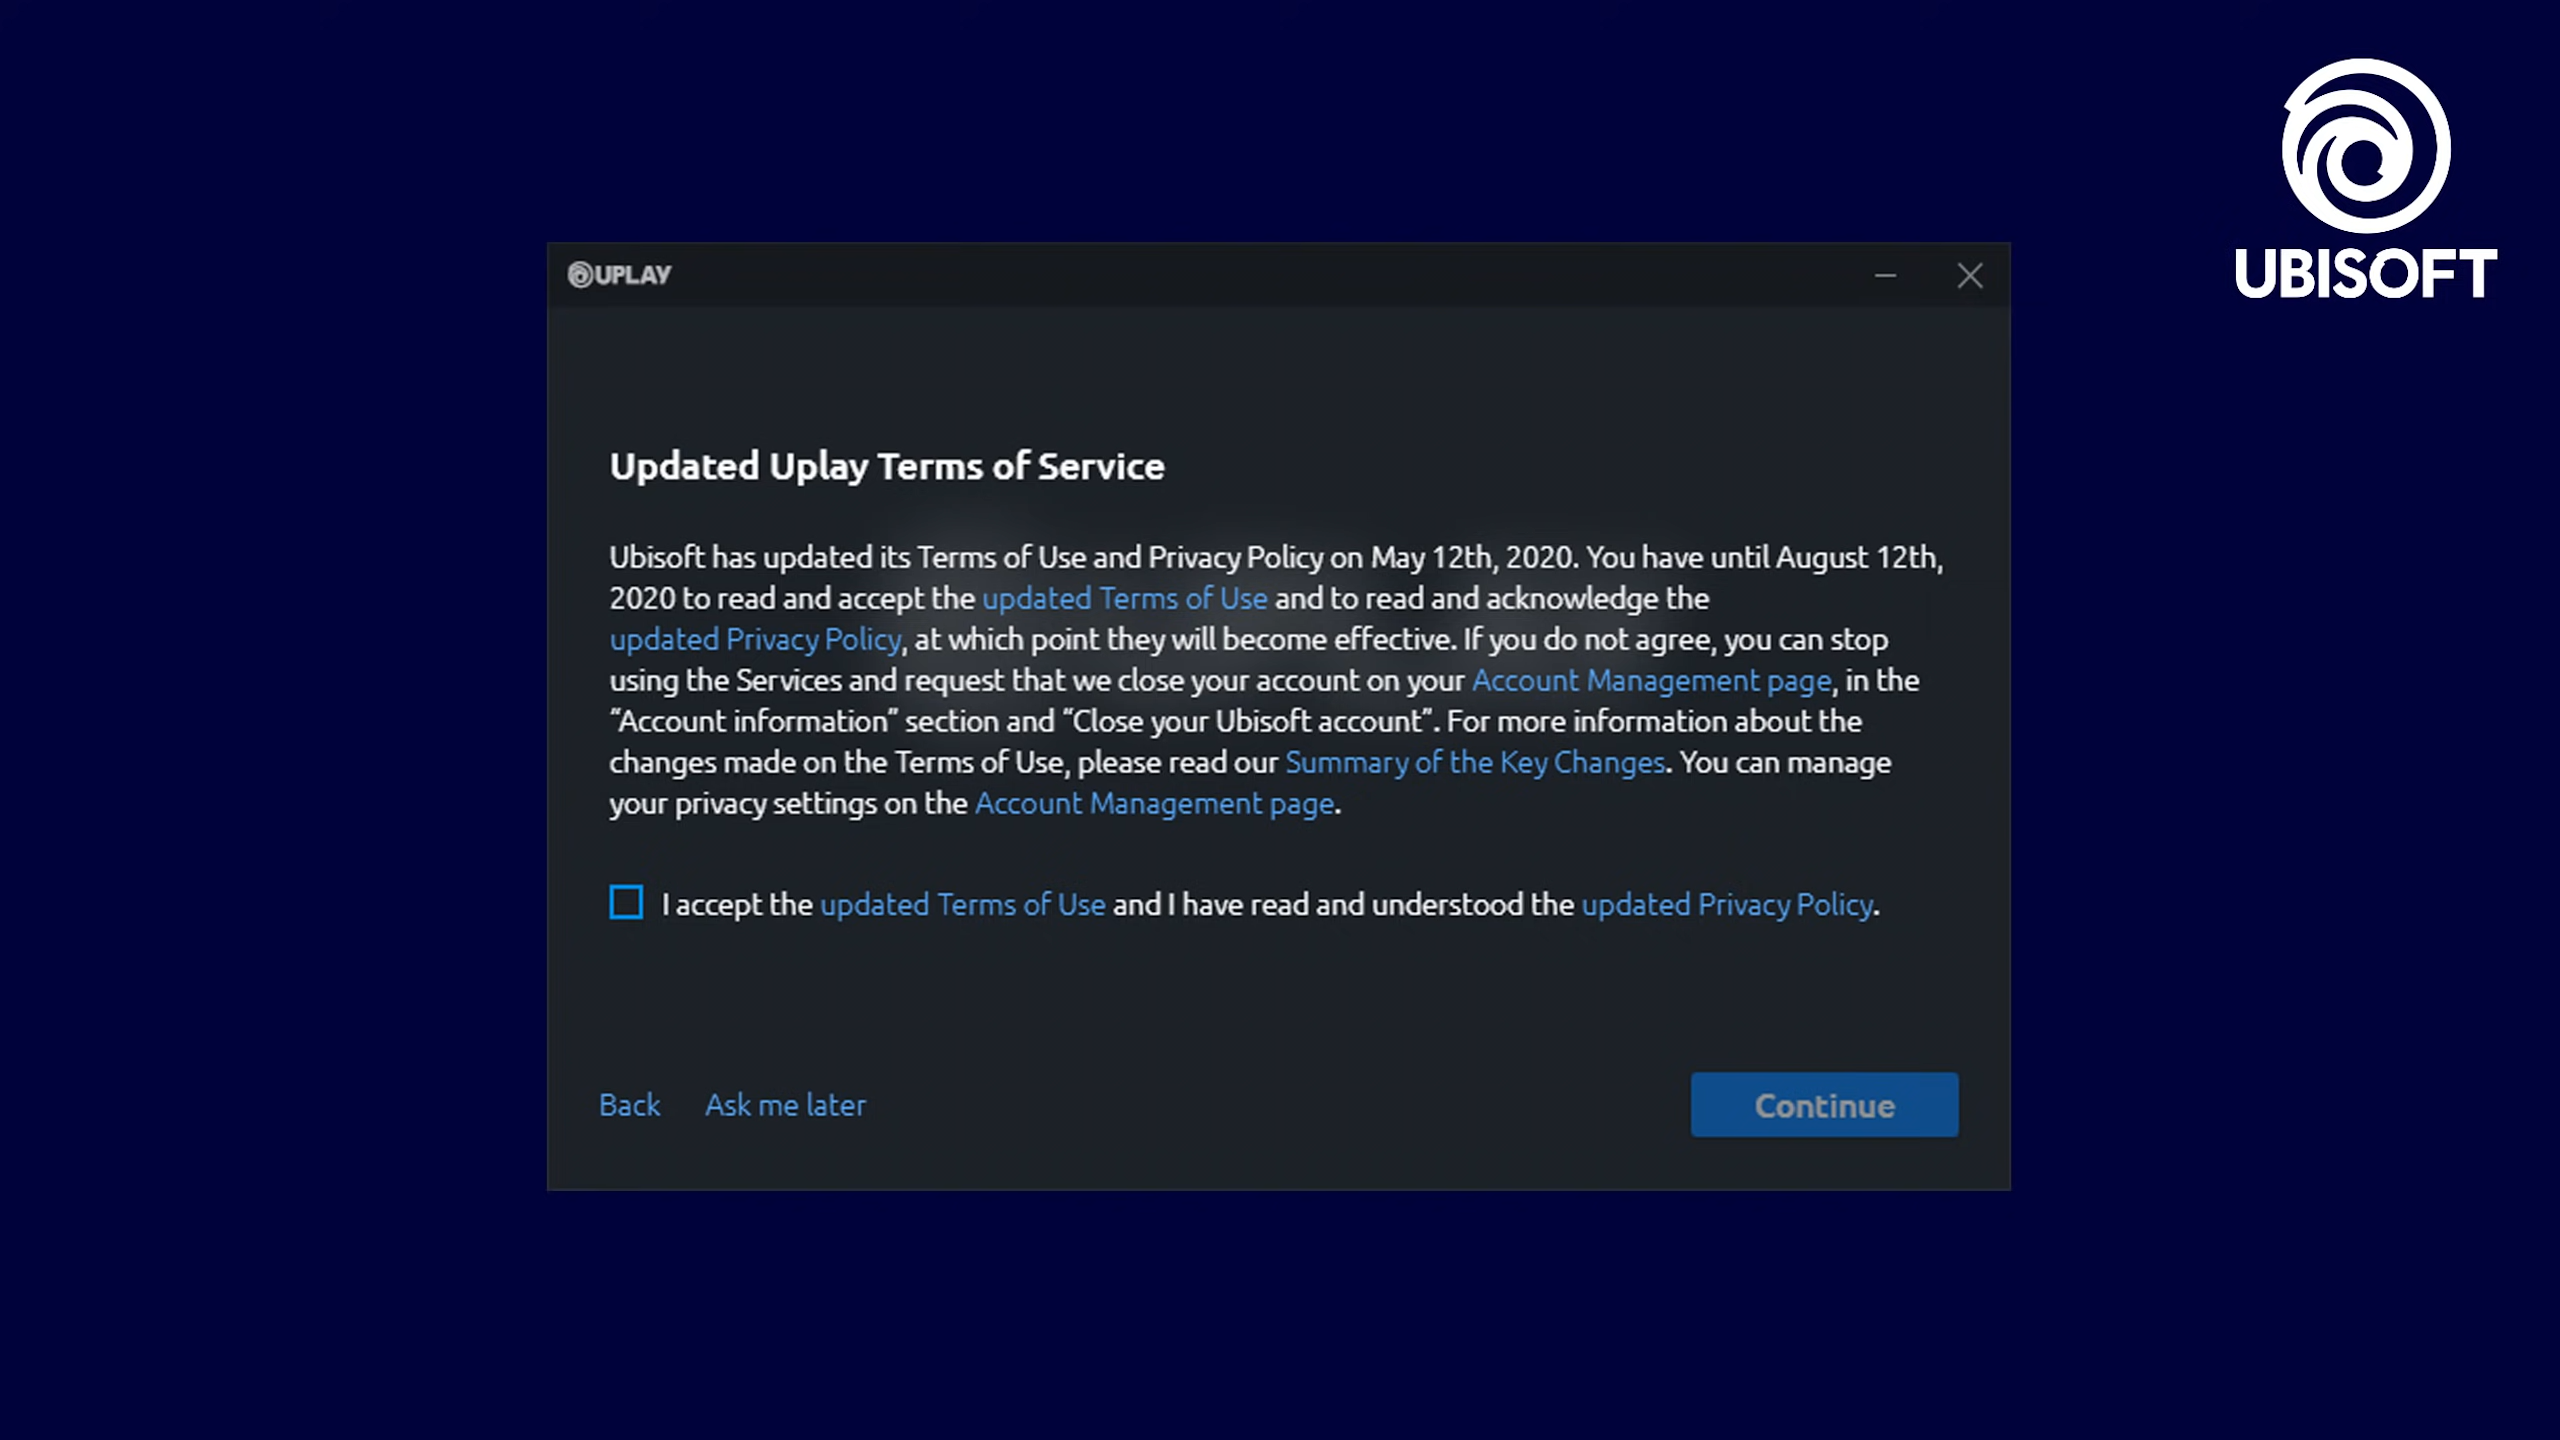 UBISOFT
UPLAY
Updated Uplay Terms of Service
Ubisoft has updated its Terms of Use and Privacy Policy on May 12th, 2020. You have until August 12th,
2020 to read and accept the updated Terms of Use and to read and acknowledge the
updated Privacy Policy, at which point they will become effective. If you do not agree, you can stop
using the Services and request that we close your account on your Account Management page, in the
“Account information” section and “Close your Ubisoft account”. For more information about the
changes made on the Terms of Use, please read our Summary of the Key Changes. You can manage
your privacy settings on the Account Management page.
I accept the updated Terms of Use and I have read and understood the updated Privacy Policy.
Back Ask me later Continue